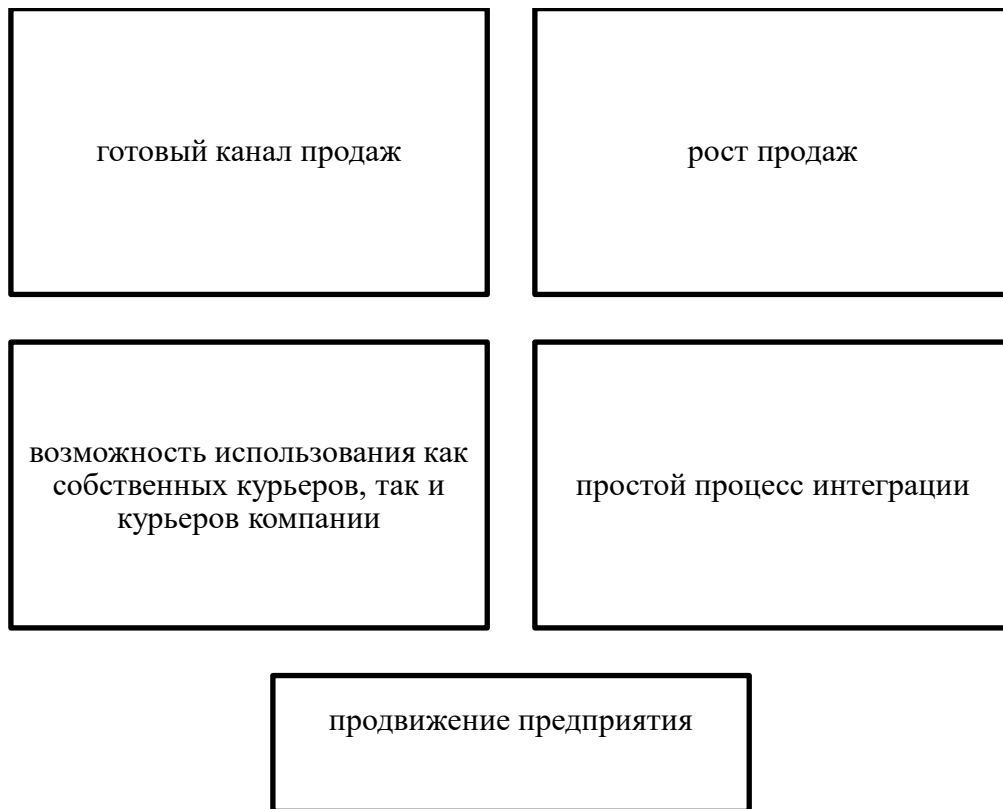 готовый канал продаж
рост продаж
возможность использования как
собственных курьеров, так и
курьеров компании
простой процесс интеграции
продвижение предприятия